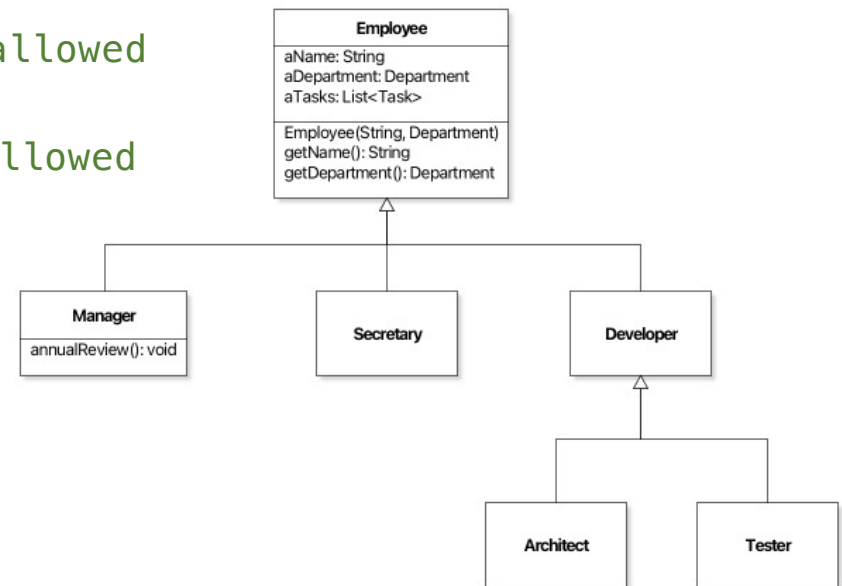 allowed
llowed
Employee
aName: String
aDepartment: Department
aTasks: List<Task>
Employee(String, Department)
getName(): String
getDepartment(): Department
Manager
annualReview(): void
Secretary
Developer
Architect
Tester